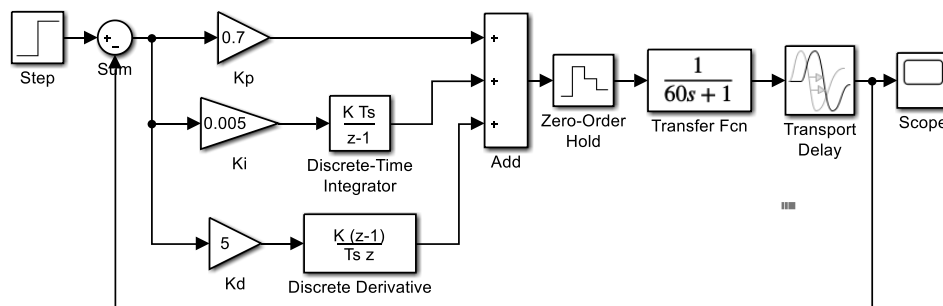 Step
+
−
Sum
0.7
Kp
0.005
Ki
K Ts
z-1
Discrete-Time
Integrator
5
Kd
K (z-1)
Ts z
Discrete Derivative
+
+
+
Add
Zero-Order
Hold
1
60s + 1
Transfer Fcn
Transport
Delay
Scope